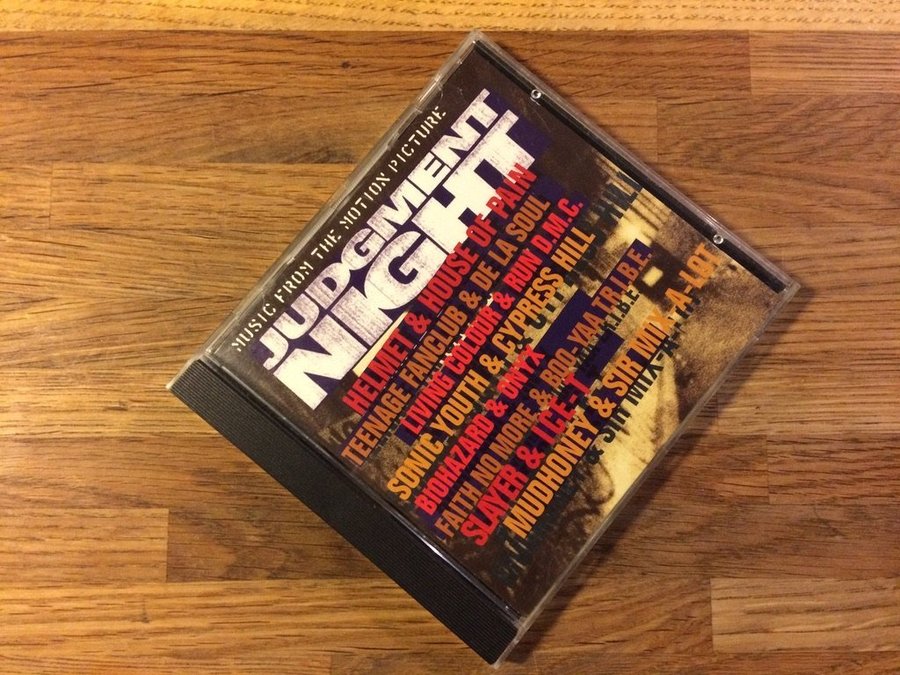 MUSIC FROM THE MOTION PICTURE
JUDGMENT
NIGHT
HELMET & HOUSE OF PAIN
TEENAGE FANCLUB & DE LA SOUL
LIVING COLOUR & RUN D.M.C.
SONIC YOUTH & CYPRESS HILL
BIOHAZARD & ONYX
FAITH NO MORE & BOO-YAA T.R.I.B.E.
SLAYER & ICE-T
MUDHONEY & SIR MIX-A-LOT